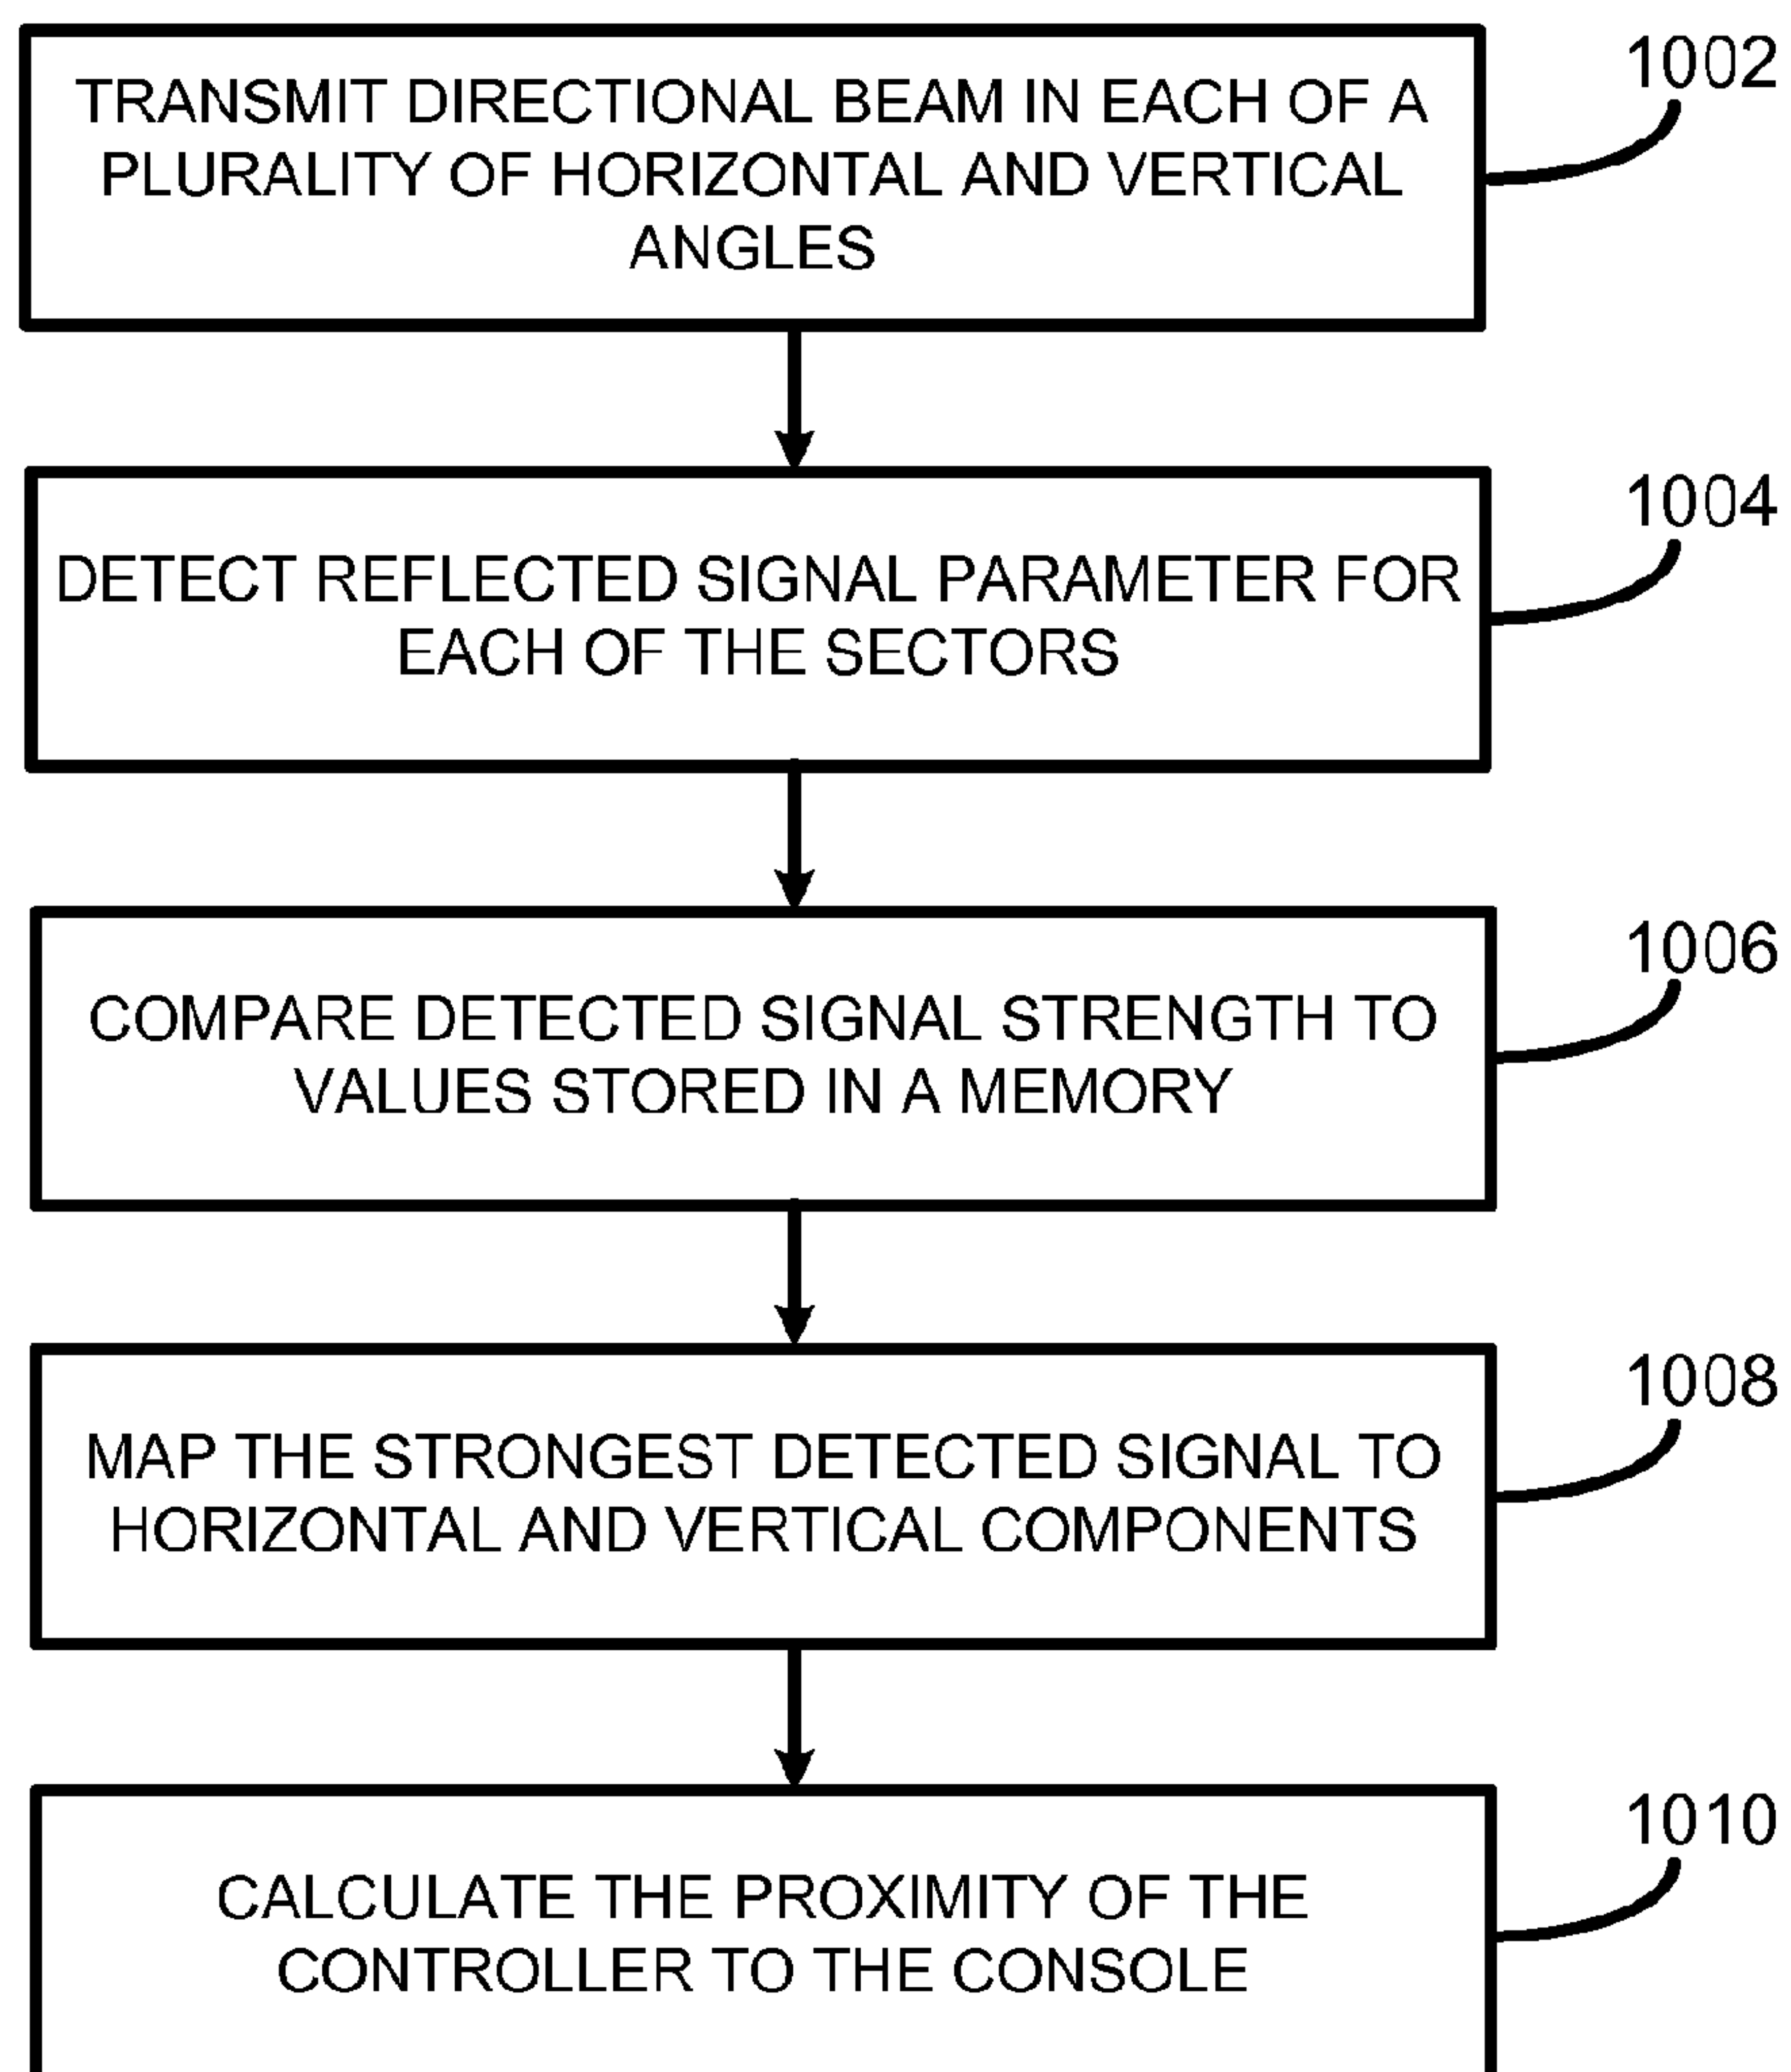 TRANSMIT DIRECTIONAL BEAM IN EACH OF A
PLURALITY OF HORIZONTAL AND VERTICAL
ANGLES
1002
DETECT REFLECTED SIGNAL PARAMETER FOR
EACH OF THE SECTORS
1004
COMPARE DETECTED SIGNAL STRENGTH TO
VALUES STORED IN A MEMORY
1006
MAP THE STRONGEST DETECTED SIGNAL TO
HORIZONTAL AND VERTICAL COMPONENTS
1008
CALCULATE THE PROXIMITY OF THE
CONTROLLER TO THE CONSOLE
1010